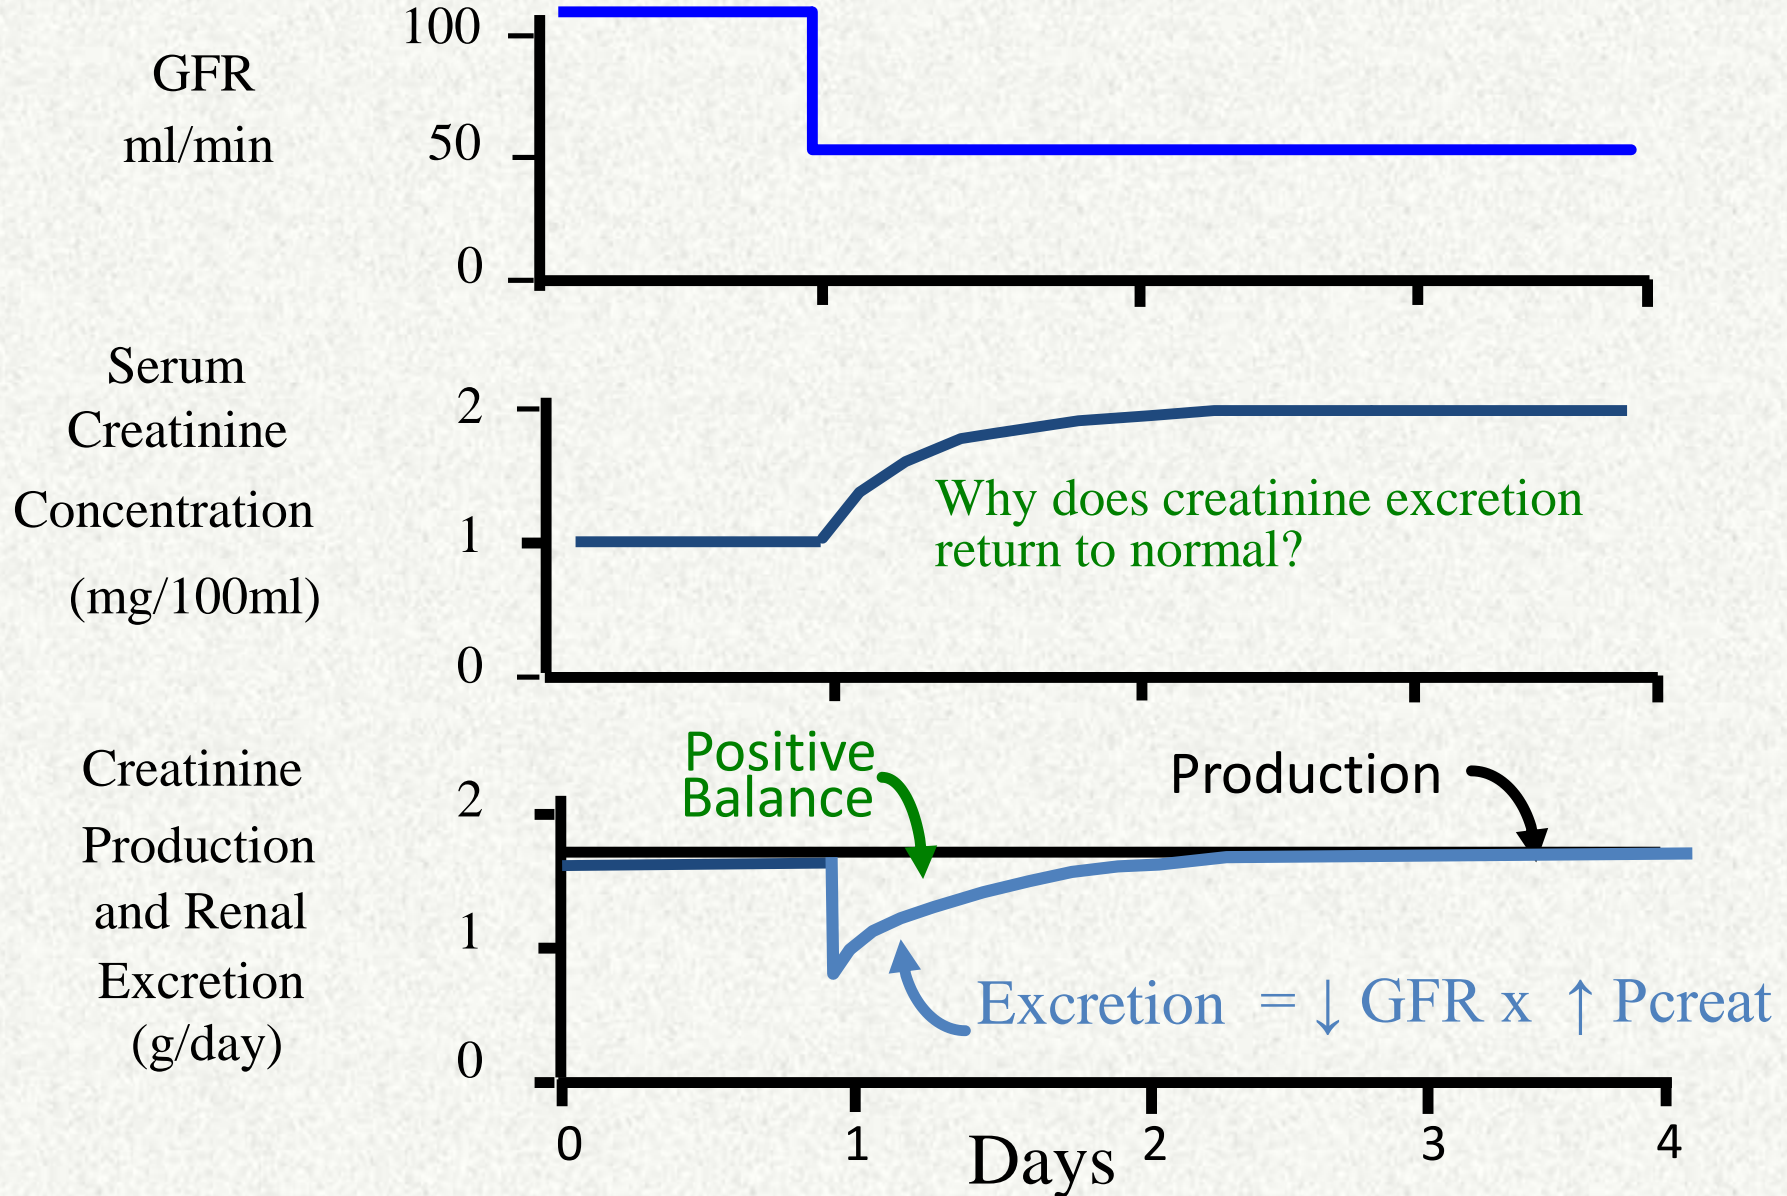 GFR
ml/min
100
50
0
Serum
Creatinine
Concentration
(mg/100ml)
2
1
0
Why does creatinine excretion
return to normal?
Creatinine
Production
and Renal
Excretion
(g/day)
2
1
0
Positive
Balance
Production
Excretion = ↓ GFR x ↑ Pcreat
0 1 2 3 4
Days